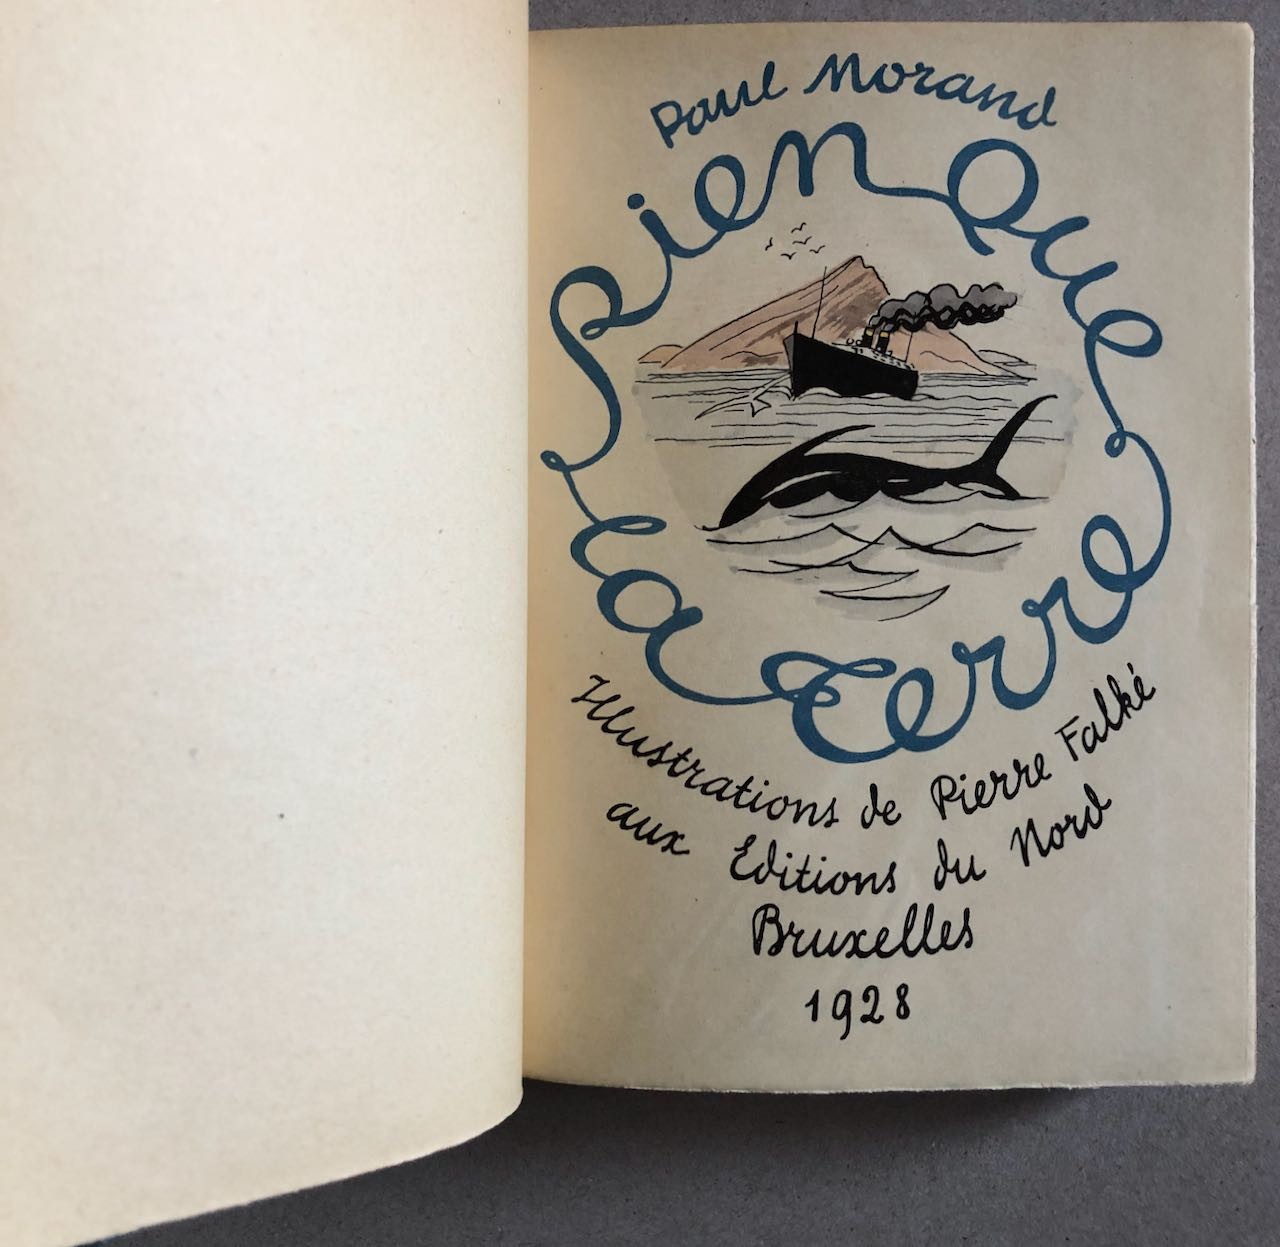 Paul Morand
Rien Que
la Terre
Illustrations de Pierre Falké
aux Editions du Nord
Bruxelles
1928